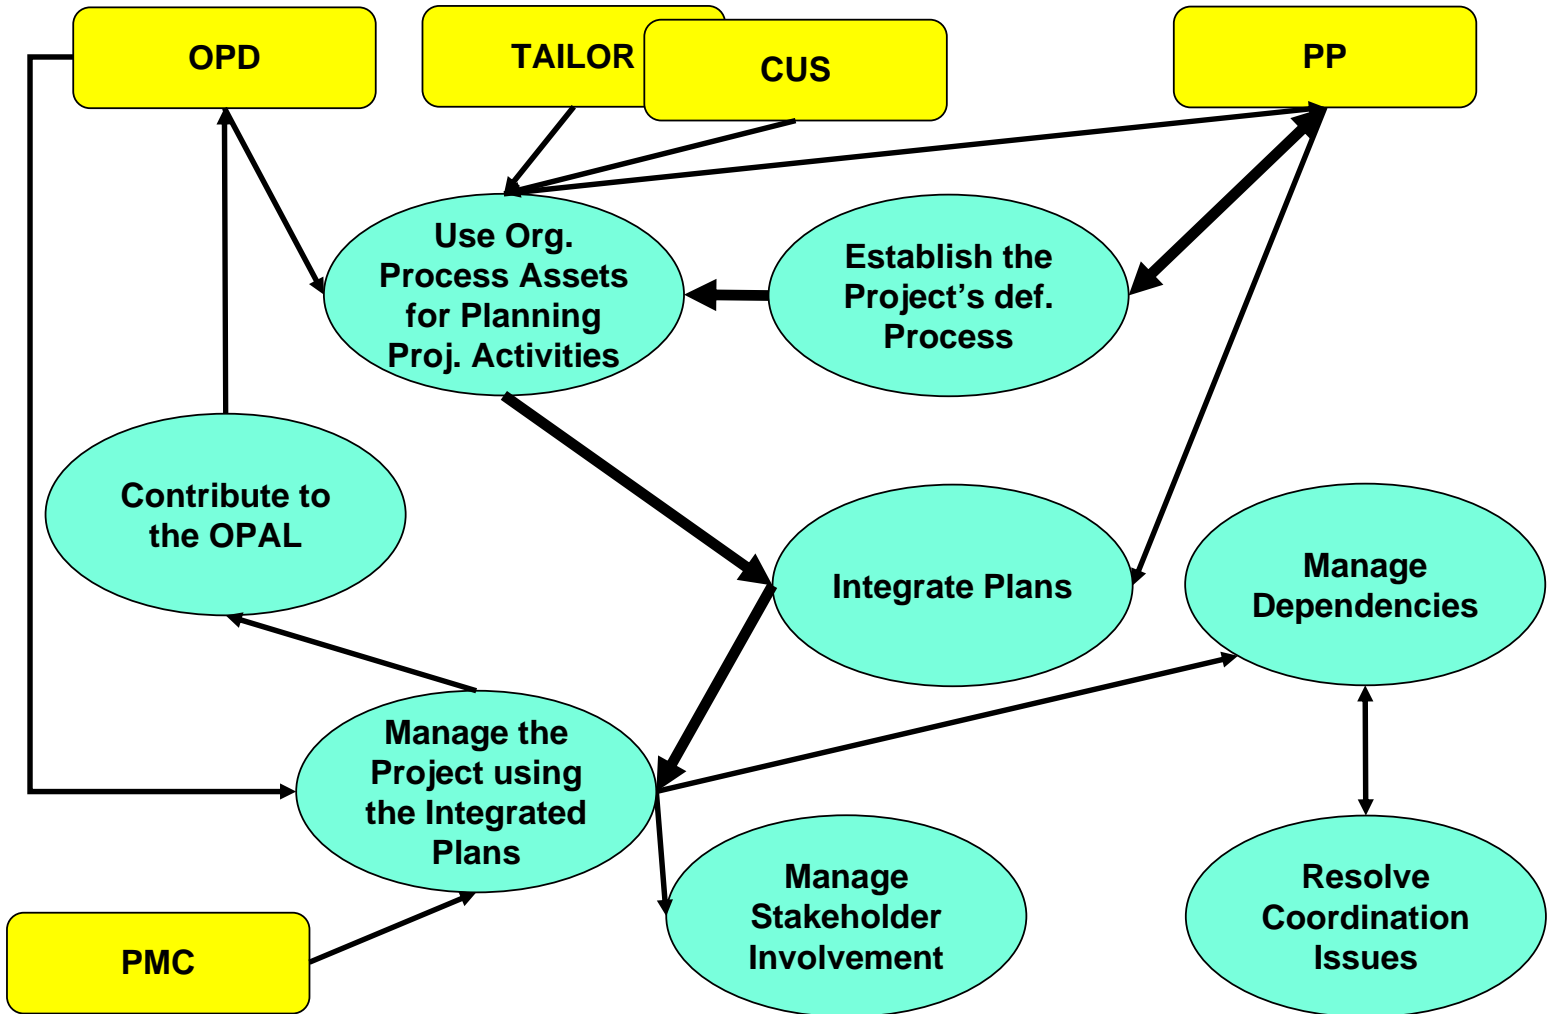 OPD
TAILOR
CUS
PP
Use Org.
Process Assets
for Planning
Proj. Activities
Establish the
Project’s def.
Process
Contribute to
the OPAL
Integrate Plans
Manage
Dependencies
Manage the
Project using
the Integrated
Plans
Manage
Stakeholder
Involvement
Resolve
Coordination
Issues
PMC